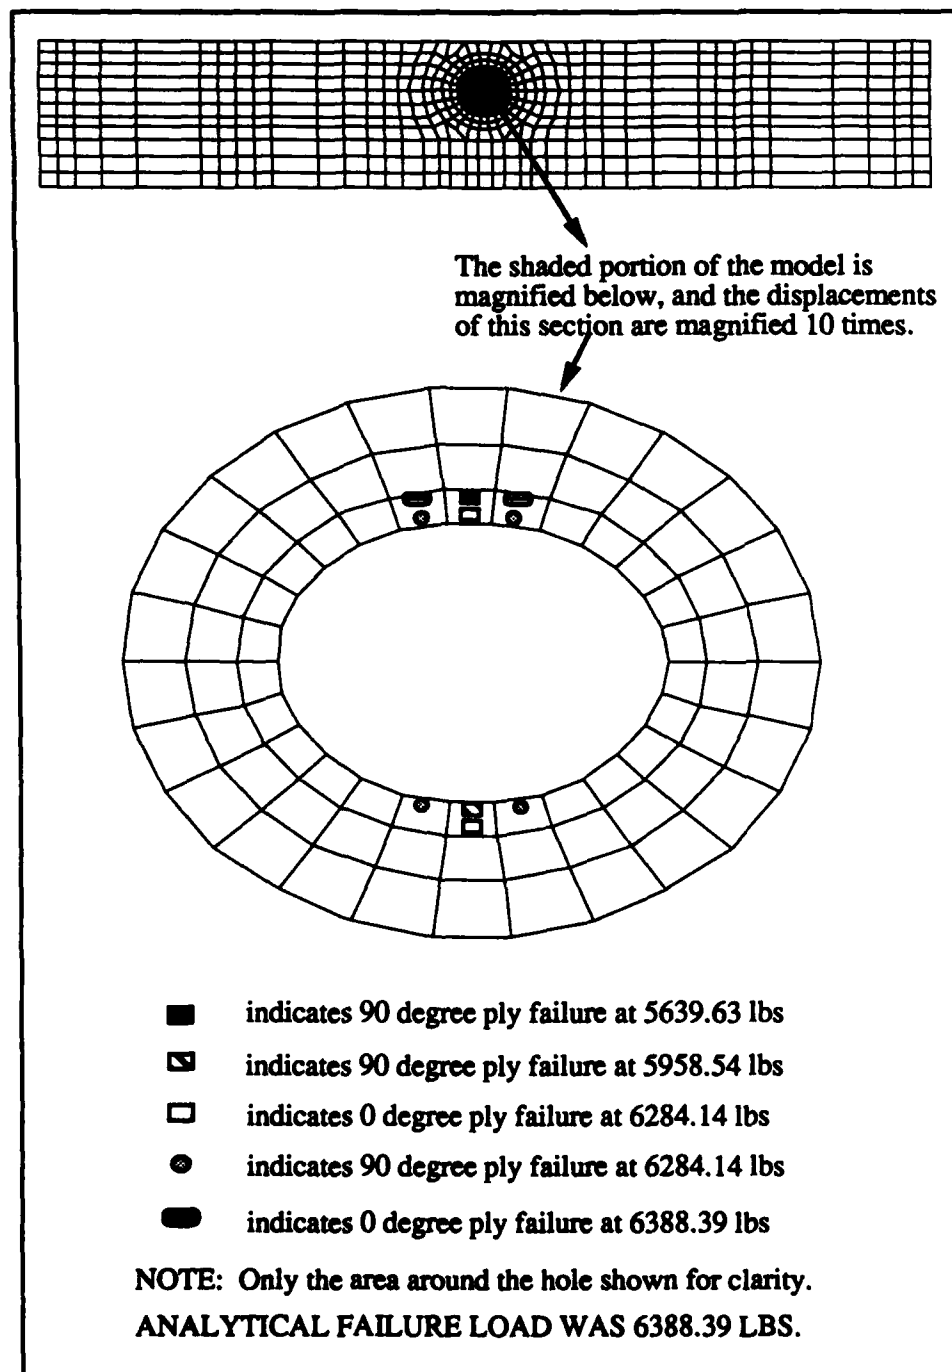 The shaded portion of the model is
magnified below, and the displacements
of this section are magnified 10 times.
indicates 90 degree ply failure at 5639.63 lbs
indicates 90 degree ply failure at 5958.54 lbs
indicates 0 degree ply failure at 6284.14 lbs
indicates 90 degree ply failure at 6284.14 lbs
indicates 0 degree ply failure at 6388.39 lbs
NOTE: Only the area around the hole shown for clarity.
ANALYTICAL FAILURE LOAD WAS 6388.39 LBS.